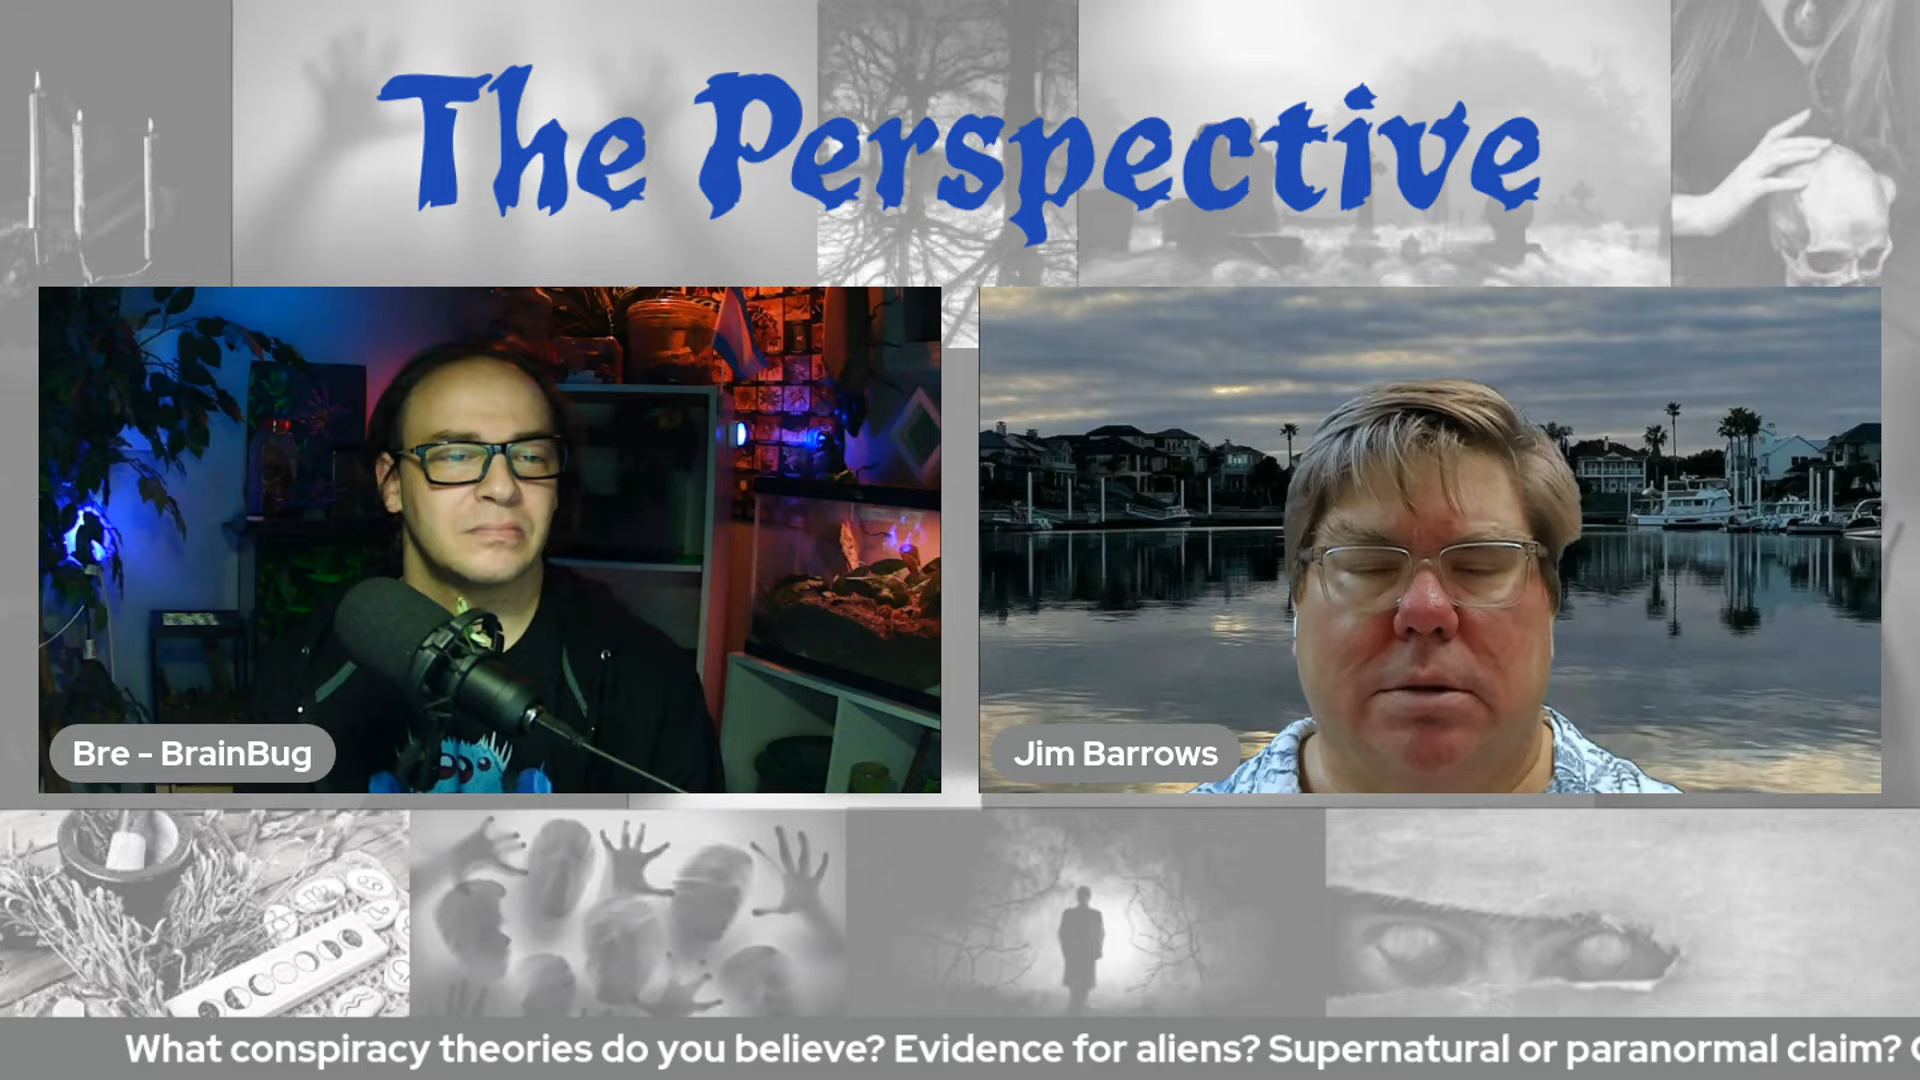 The Perspective
Bre - BrainBug
Jim Barrows
What conspiracy theories do you believe? Evidence for aliens? Supernatural or paranormal claim?